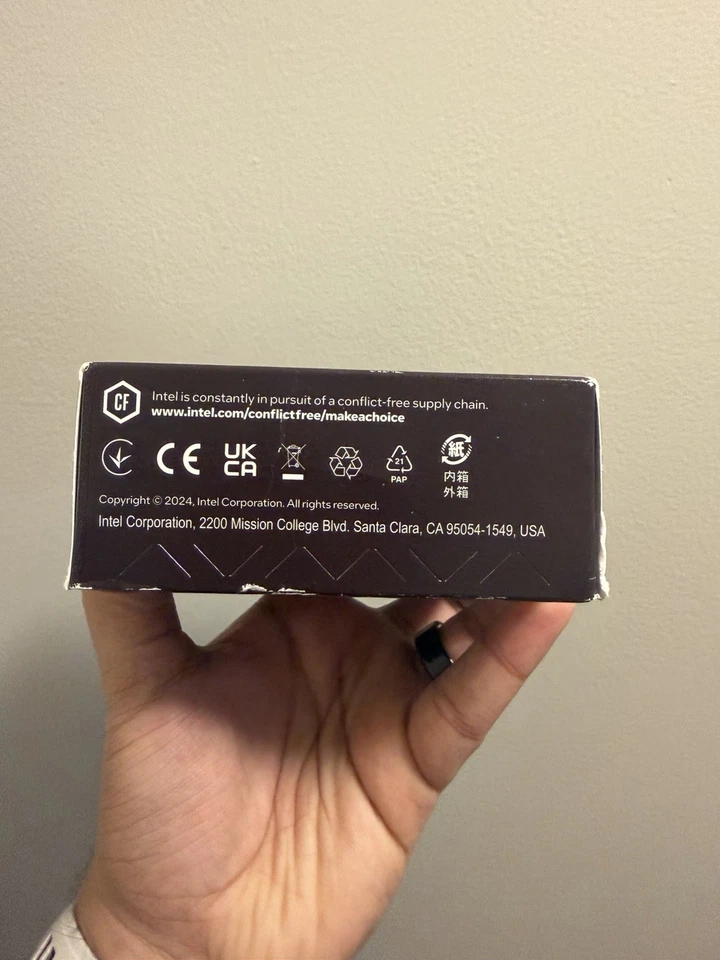 CF
Intel is constantly in pursuit of a conflict-free supply chain.
www.intel.com/conflictfree/makeachoice
CE
UK
CA
21
PAP
紙
内箱
外箱
Copyright © 2024, Intel Corporation. All rights reserved.
Intel Corporation, 2200 Mission College Blvd. Santa Clara, CA 95054-1549, USA